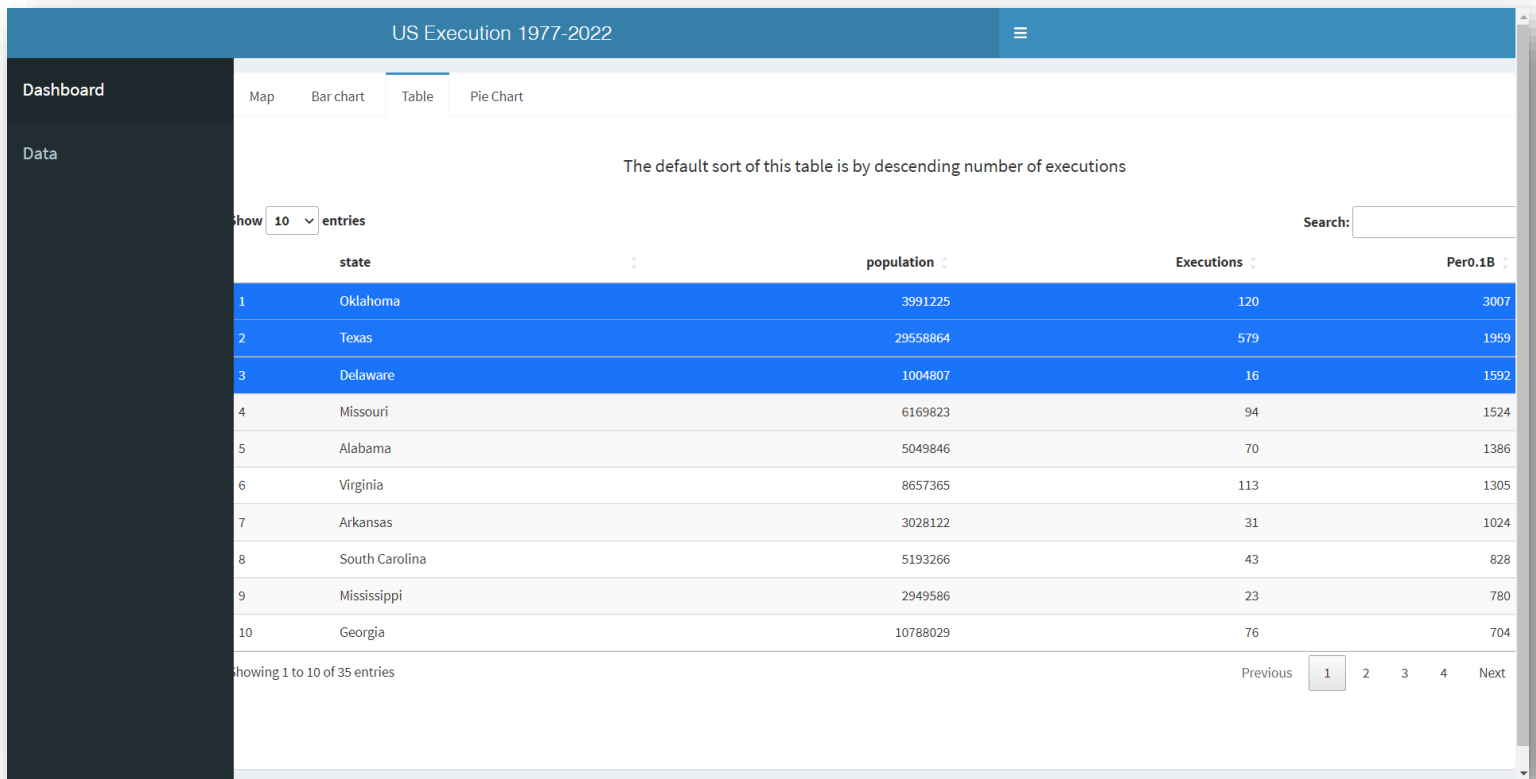 US Execution 1977-2022
Dashboard
Data
Map Bar chart Table Pie Chart
The default sort of this table is by descending number of executions
Show 10 entries Search:
state population Executions Per0.1B
1 Oklahoma 3991225 120 3007
2 Texas 29558864 579 1959
3 Delaware 1004807 16 1592
4 Missouri 6169823 94 1524
5 Alabama 5049846 70 1386
6 Virginia 8657365 113 1305
7 Arkansas 3028122 31 1024
8 South Carolina 5193266 43 828
9 Mississippi 2949586 23 780
10 Georgia 10788029 76 704
Showing 1 to 10 of 35 entries Previous 1 2 3 4 Next